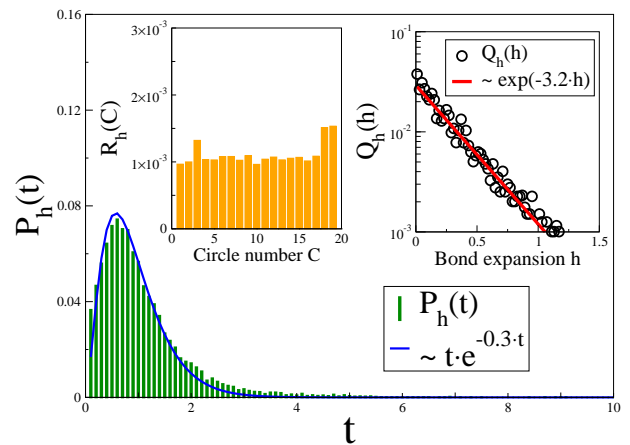 0.16
0.12
0.08
0.04
0
P_h(t)
0 2 4 6 8 10
t
3×10^-3
2×10^-3
1×10^-3
0
R_h(C)
0 5 10 15 20
Circle number C
10^-1
10^-2
10^-3
Q_h(h)
0 0.5 1 1.5
Bond expansion h
Q_h(h)
~ exp(-3.2·h)
P_h(t)
~ t·e^-0.3·t